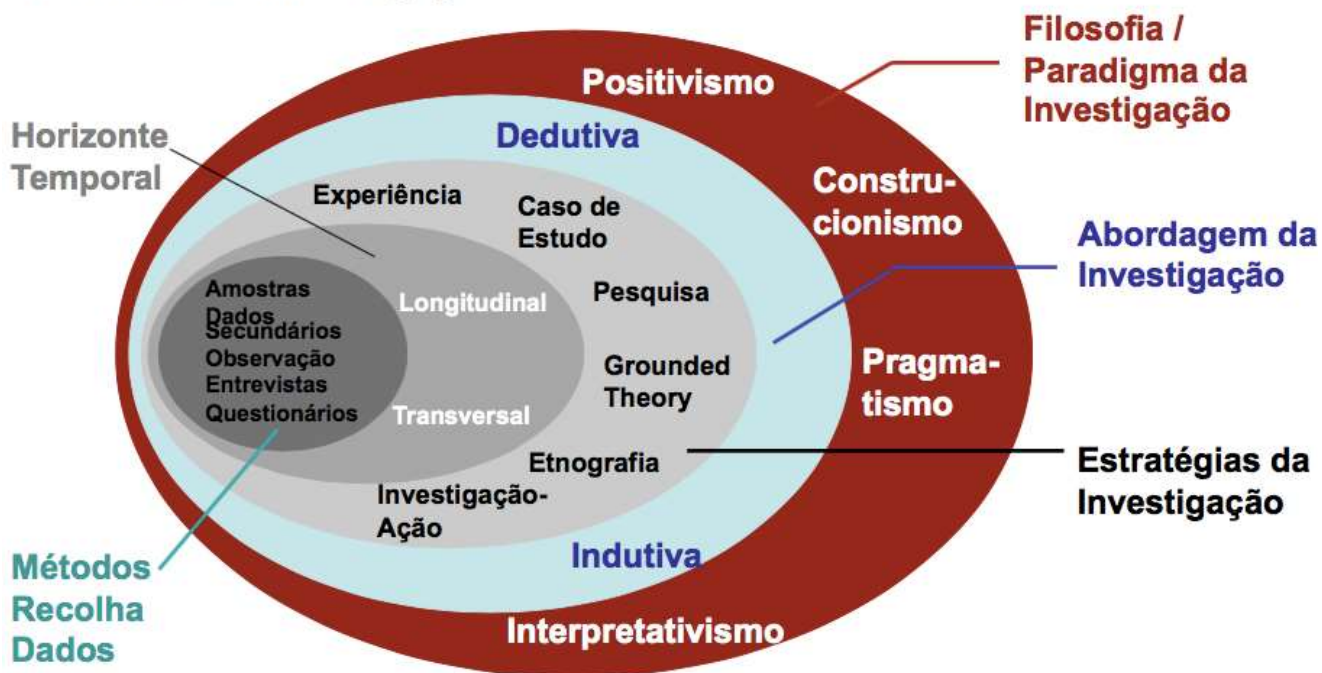 Filosofia /
Paradigma da
Investigação
Positivismo
Dedutiva
Horizonte
Temporal
Experiência
Caso de
Estudo
Constru-
cionismo
Abordagem da
Investigação
Amostras
Dados
Secundários
Observação
Entrevistas
Questionários
Longitudinal
Transversal
Pesquisa
Grounded
Theory
Pragma-
tismo
Etnografia
Investigação-
Ação
Estratégias da
Investigação
Indutiva
Métodos
Recolha
Dados
Interpretativismo